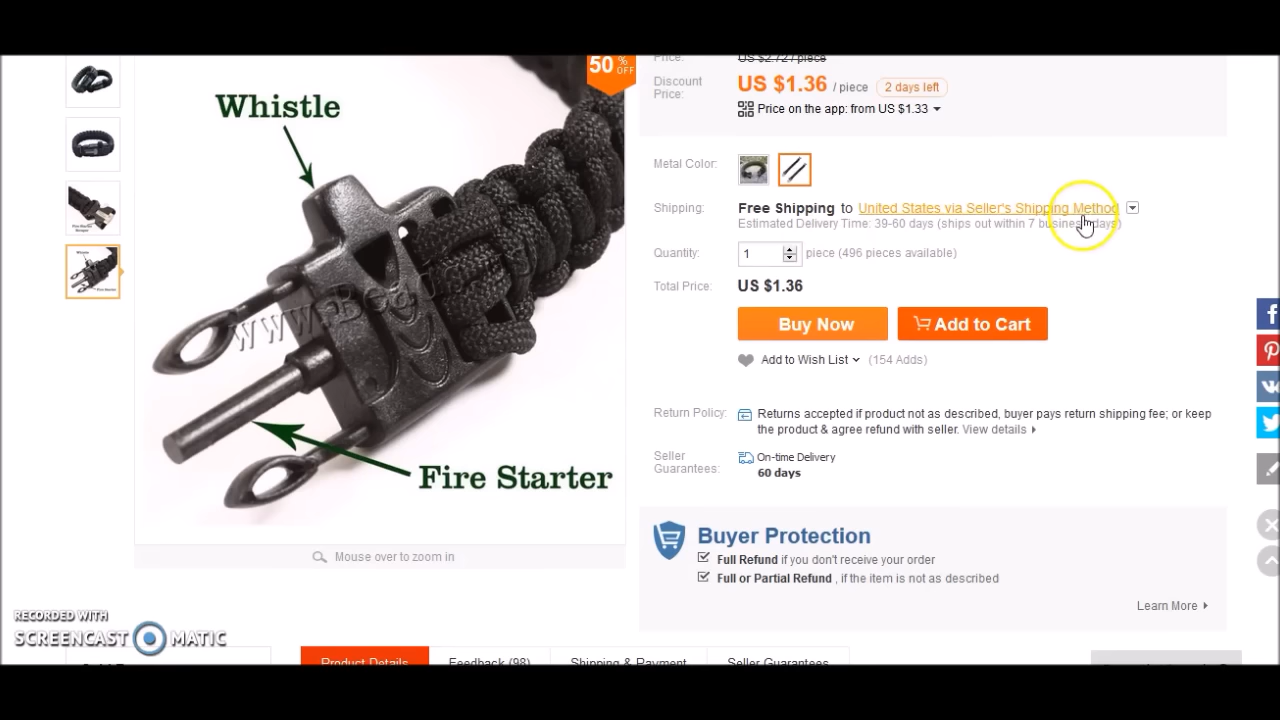 Price: US $2.72 / piece
50 % OFF
Discount Price: US $1.36 / piece 2 days left
Price on the app: from US $1.33
Whistle
Metal Color:
Shipping: Free Shipping to United States via Seller's Shipping Method
Estimated Delivery Time: 39-60 days (ships out within 7 business days)
Quantity: 1 piece (496 pieces available)
Total Price: US $1.36
Buy Now Add to Cart
Add to Wish List (154 Adds)
Return Policy: Returns accepted if product not as described, buyer pays return shipping fee; or keep
the product & agree refund with seller. View details
Seller Guarantees: On-time Delivery
60 days
Fire Starter
Mouse over to zoom in
Buyer Protection
Full Refund if you don't receive your order
Full or Partial Refund , if the item is not as described
Learn More
RECORDED WITH
SCREENCAST MATIC
Product Details Feedback (98) Shipping & Payment Seller Guarantees